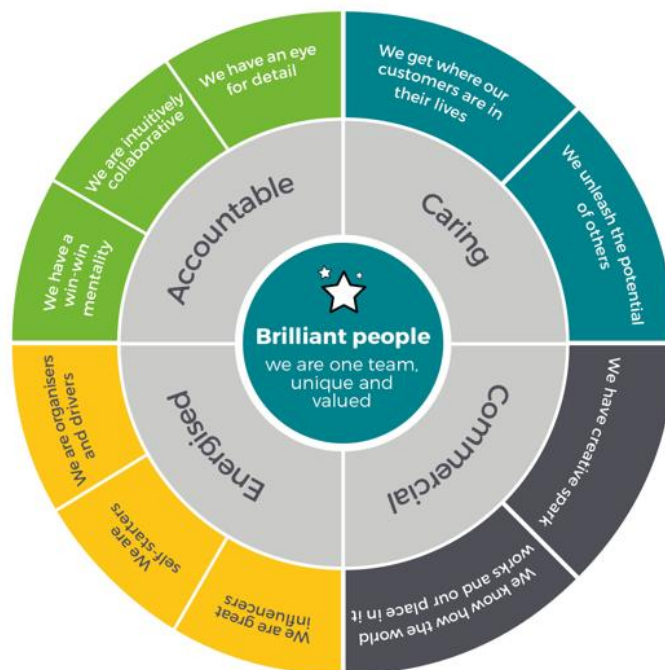 Brilliant people
we are one team,
unique and
valued
Accountable
We have a
win-win
mentality
We are intuitively
collaborative
We have an eye
for detail
Caring
We get where our
customers are in
their lives
We unleash the potential
of others
Commercial
We have creative spark
We know how the world
works and our place in it
Energised
We are great
influencers
We are
self-starters
We are organisers
and drivers